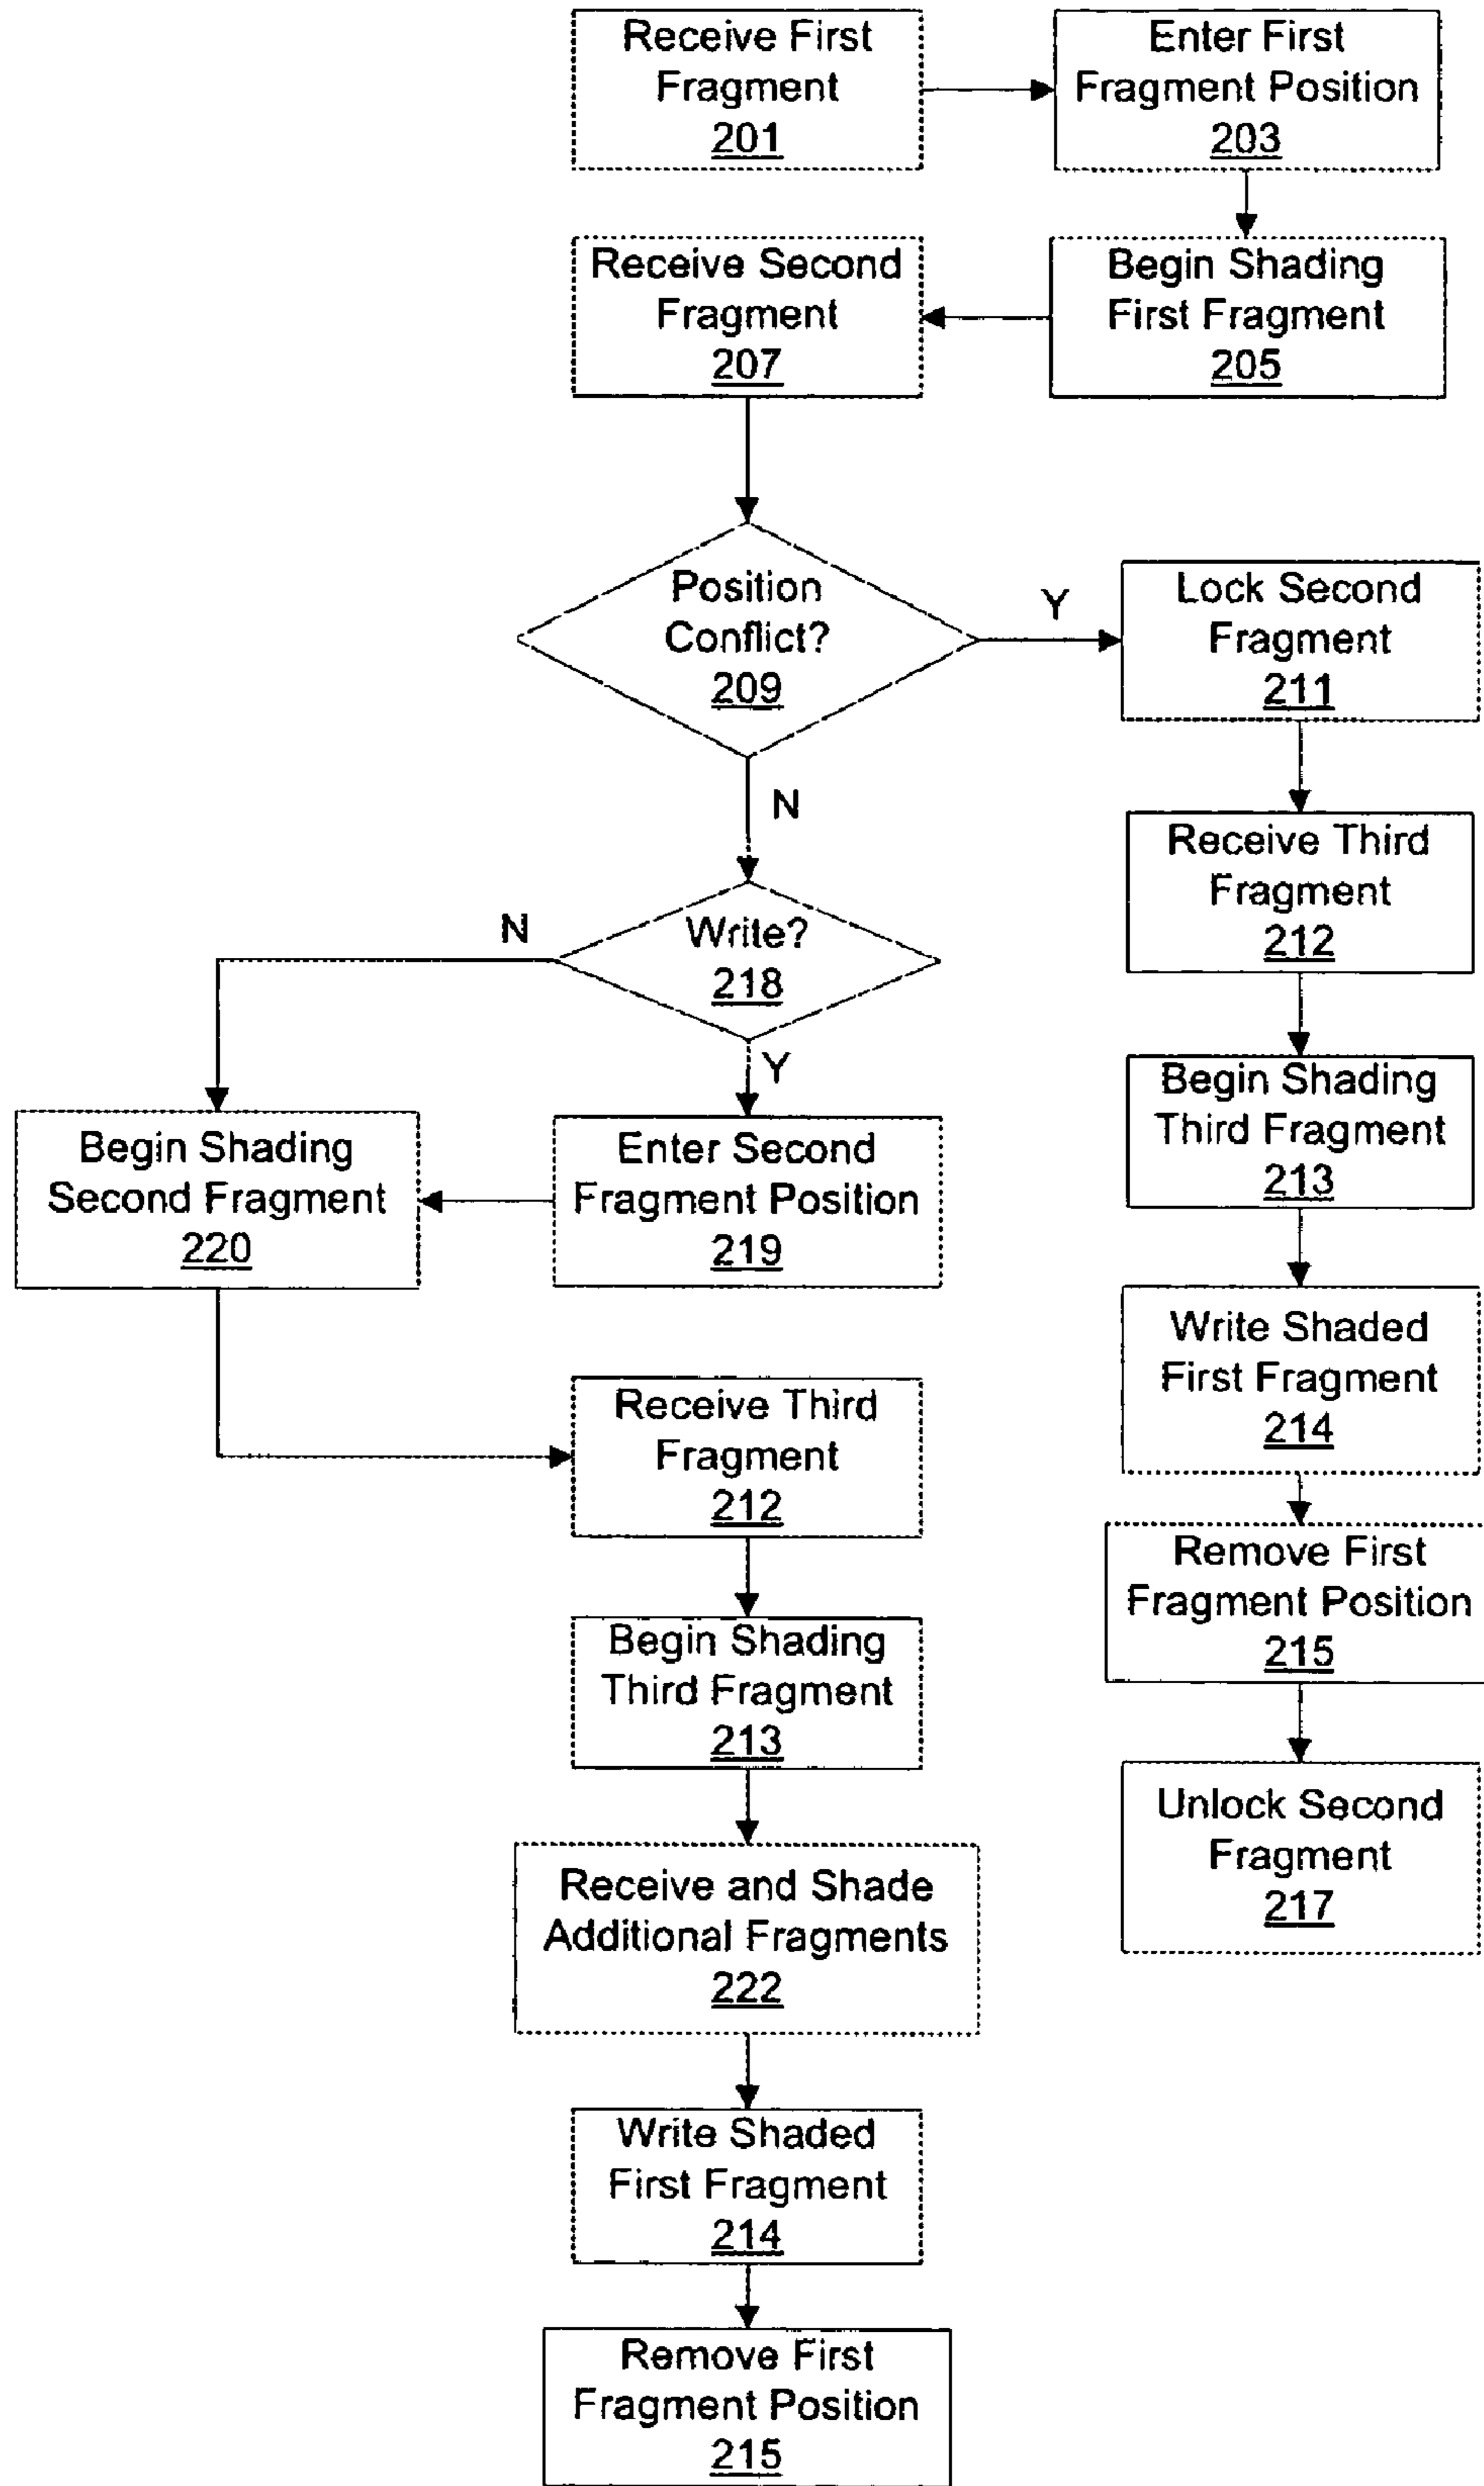 Receive First
Fragment
201
Enter First
Fragment Position
203
Begin Shading
First Fragment
205
Receive Second
Fragment
207
Position
Conflict?
209
Y
N
Lock Second
Fragment
211
Receive Third
Fragment
212
Begin Shading
Third Fragment
213
Write Shaded
First Fragment
214
Remove First
Fragment Position
215
Unlock Second
Fragment
217
Write?
218
N
Y
Enter Second
Fragment Position
219
Begin Shading
Second Fragment
220
Receive Third
Fragment
212
Begin Shading
Third Fragment
213
Receive and Shade
Additional Fragments
222
Write Shaded
First Fragment
214
Remove First
Fragment Position
215